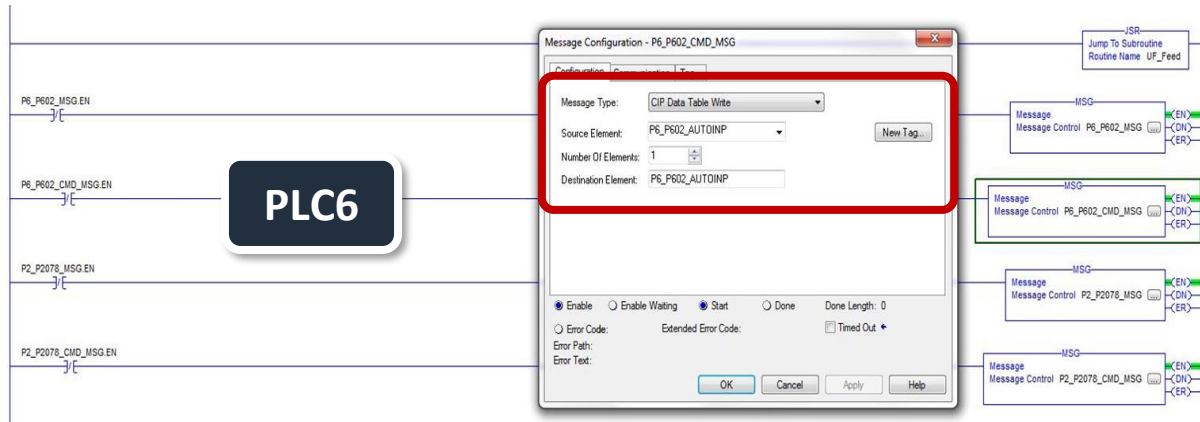 JSR
Jump To Subroutine
Routine Name UF_Feed
Message Configuration - P6_P602_CMD_MSG
Configuration Communication Tag
Message Type: CIP Data Table Write
Source Element: P6_P602_AUTOINP New Tag...
Number Of Elements: 1
Destination Element: P6_P602_AUTOINP
Enable Enable Waiting Start Done Done Length: 0
Error Code: Extended Error Code: Timed Out
Error Path:
Error Text:
OK Cancel Apply Help
P6_P602_MSG.EN
MSG
Message
Message Control P6_P602_MSG ...
(EN)
(DN)
(ER)
P6_P602_CMD_MSG.EN
PLC6
MSG
Message
Message Control P6_P602_CMD_MSG ...
(EN)
(DN)
(ER)
P2_P2078_MSG.EN
MSG
Message
Message Control P2_P2078_MSG ...
(EN)
(DN)
(ER)
P2_P2078_CMD_MSG.EN
MSG
Message
Message Control P2_P2078_CMD_MSG ...
(EN)
(DN)
(ER)